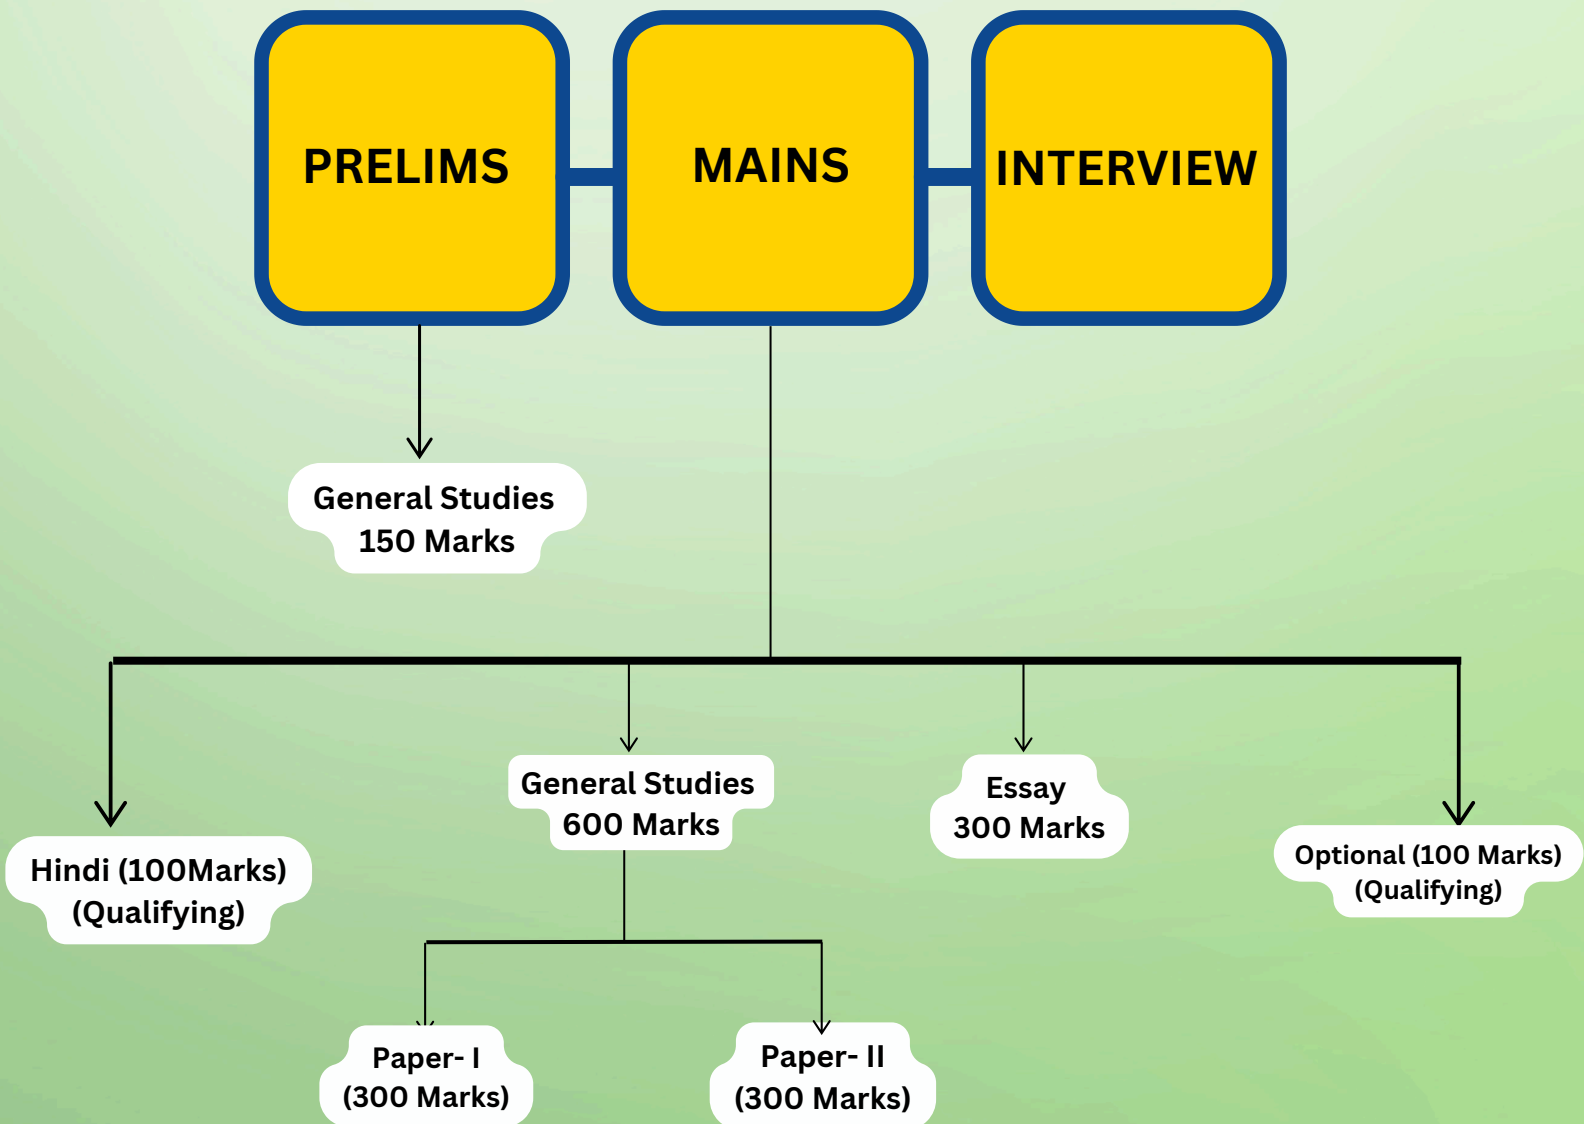 PRELIMS
MAINS
INTERVIEW
General Studies
150 Marks
General Studies
600 Marks
Essay
300 Marks
Hindi (100Marks)
(Qualifying)
Optional (100 Marks)
(Qualifying)
Paper- I
(300 Marks)
Paper- II
(300 Marks)